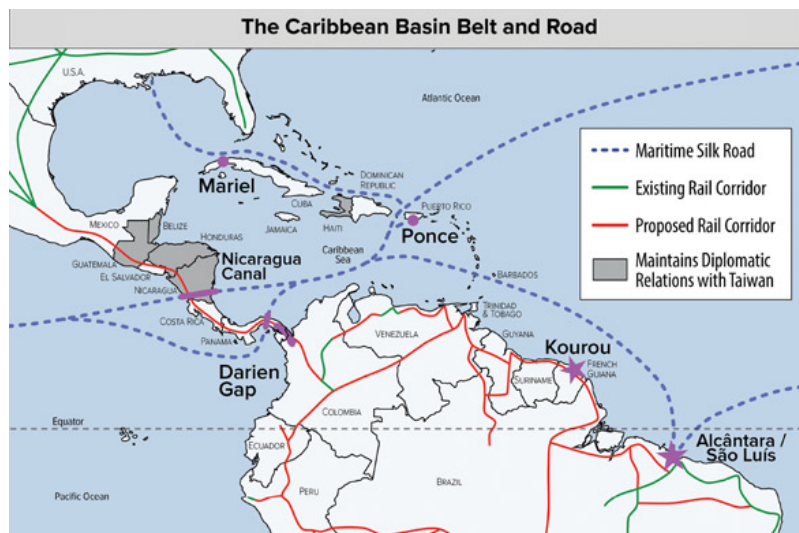 The Caribbean Basin Belt and Road
U.S.A.
Atlantic Ocean
Maritime Silk Road
Existing Rail Corridor
Proposed Rail Corridor
Maintains Diplomatic
Relations with Taiwan
Mariel
CUBA
DOMINICAN
REPUBLIC
PUERTO RICO
Ponce
MEXICO
BELIZE
JAMAICA
HAITI
HONDURAS
Caribbean
Sea
GUATEMALA
EL SALVADOR
Nicaragua
Canal
NICARAGUA
BARBADOS
COSTA RICA
PANAMA
TRINIDAD
& TOBAGO
VENEZUELA
GUYANA
Darien
Gap
Kourou
FRENCH
GUIANA
SURINAME
COLOMBIA
Equator
ECUADOR
Alcântara /
São Luís
PERU
BRAZIL
Pacific Ocean